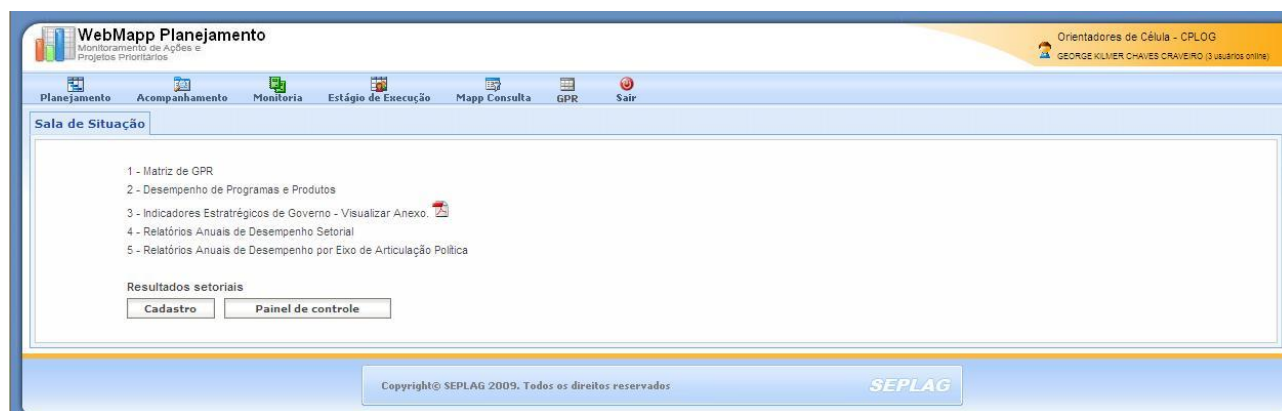 WebMapp Planejamento
Monitoramento de Ações e
Projetos Prioritários
Orientadores de Célula - CPLOG
GEORGE KILMER CHAVES CRAVEIRO (3 usuários online)
Planejamento Acompanhamento Monitoria Estágio de Execução Mapp Consulta GPR Sair
Sala de Situação
1 - Matriz de GPR
2 - Desempenho de Programas e Produtos
3 - Indicadores Estratrégicos de Governo - Visualizar Anexo.
4 - Relatórios Anuais de Desempenho Setorial
5 - Relatórios Anuais de Desempenho por Eixo de Articulação Política
Resultados setoriais
Cadastro Painel de controle
Copyright© SEPLAG 2009. Todos os direitos reservados SEPLAG